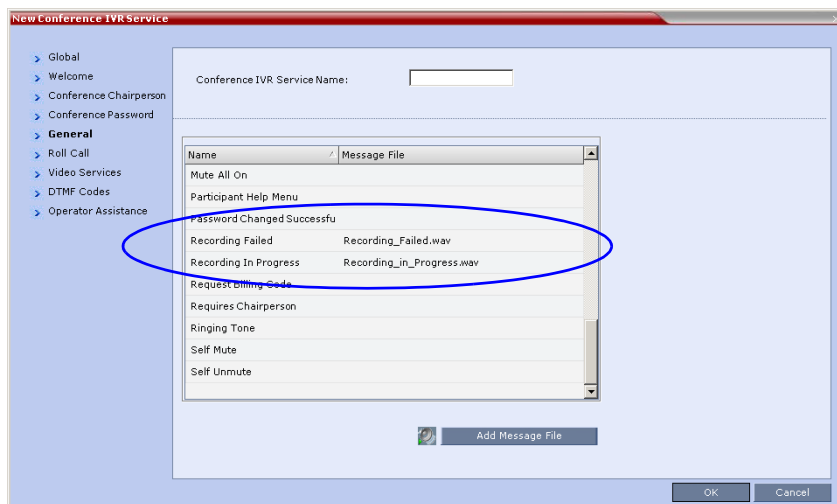 New Conference IVR Service
Global
Welcome
Conference Chairperson
Conference Password
General
Roll Call
Video Services
DTMF Codes
Operator Assistance
Conference IVR Service Name:
Name Message File
Mute All On
Participant Help Menu
Password Changed Successfu
Recording Failed Recording_Failed.wav
Recording In Progress Recording_in_Progress.wav
Request Billing Code
Requires Chairperson
Ringing Tone
Self Mute
Self Unmute
Add Message File
OK Cancel